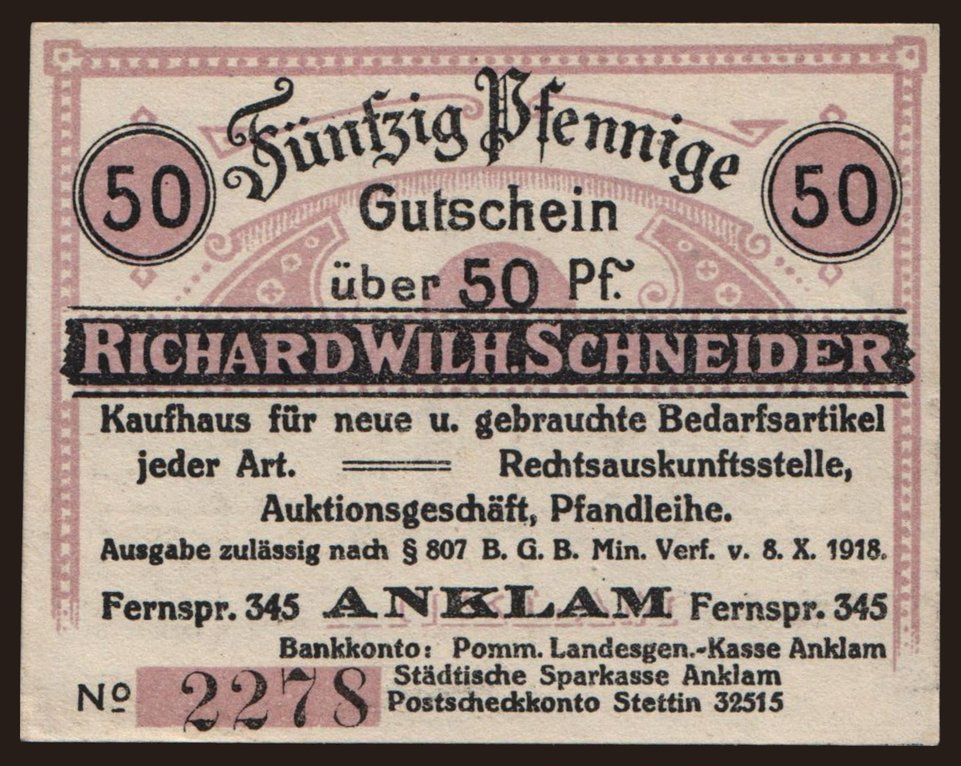 Fünfzig Pfennige
50 50
Gutschein
über 50 Pf.
RICHARD WILH. SCHNEIDER
Kaufhaus für neue u. gebrauchte Bedarfsartikel
jeder Art. Rechtsauskunftsstelle,
Auktionsgeschäft, Pfandleihe.
Ausgabe zulässig nach § 807 B. G. B. Min. Verf. v. 8. X. 1918.
Fernspr. 345 ANKLAM Fernspr. 345
Bankkonto: Pomm. Landesgen.-Kasse Anklam
Städtische Sparkasse Anklam
No 2278 Postscheckkonto Stettin 32515